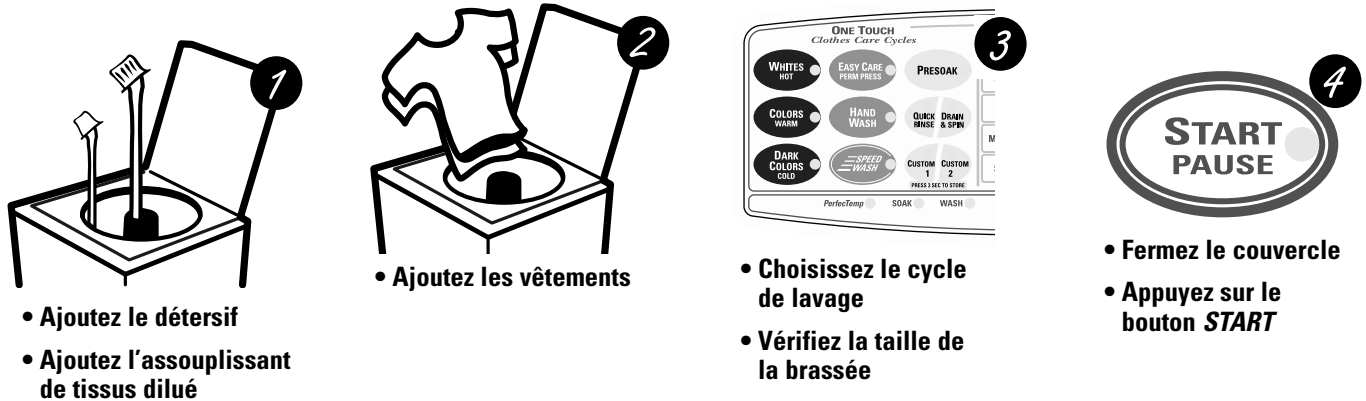 1
• Ajoutez le détersif
• Ajoutez l'assouplissant
de tissus dilué
2
• Ajoutez les vêtements
3
ONE TOUCH
Clothes Care Cycles
WHITES
HOT
EASY CARE
PERM PRESS
PRESOAK
COLORS
WARM
HAND
WASH
QUICK
RINSE
DRAIN
& SPIN
DARK
COLORS
COLD
SPEED
WASH
CUSTOM
1
CUSTOM
2
PRESS 3 SEC TO STORE
M
PerfecTemp SOAK WASH
• Choisissez le cycle
de lavage
• Vérifiez la taille de
la brassée
4
START
PAUSE
• Fermez le couvercle
• Appuyez sur le
bouton START